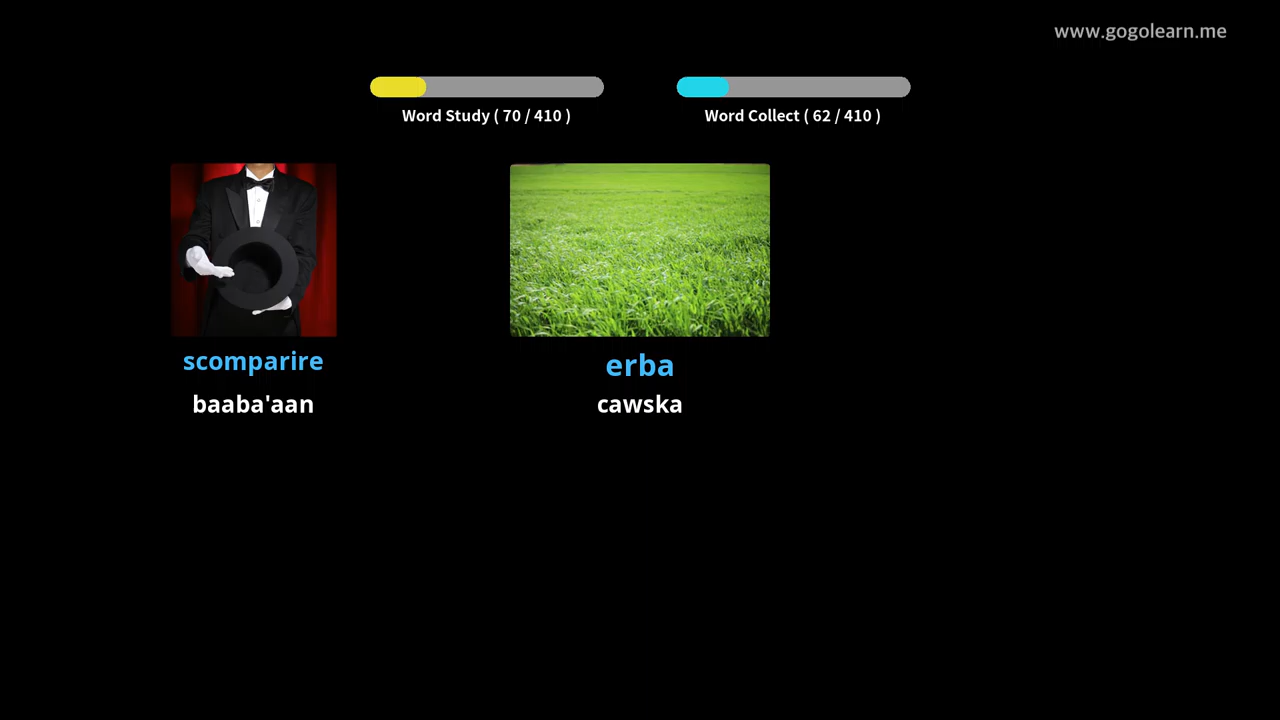 www.gogolearn.me
Word Study ( 70 / 410 )
Word Collect ( 62 / 410 )
scomparire
baaba'aan
erba
cawska